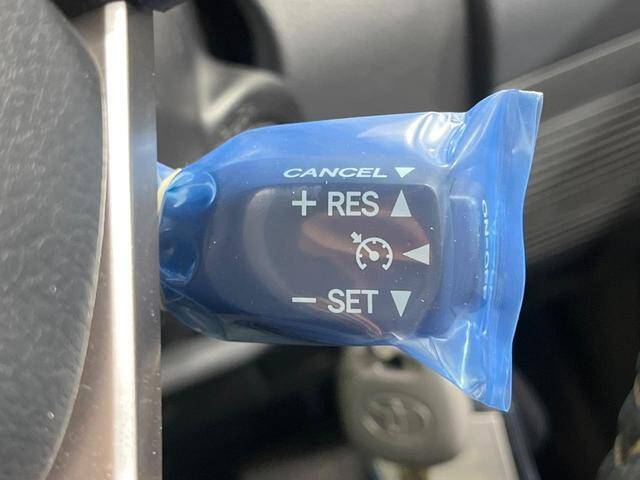 CANCEL ▼
+ RES ▲
◀
− SET ▼